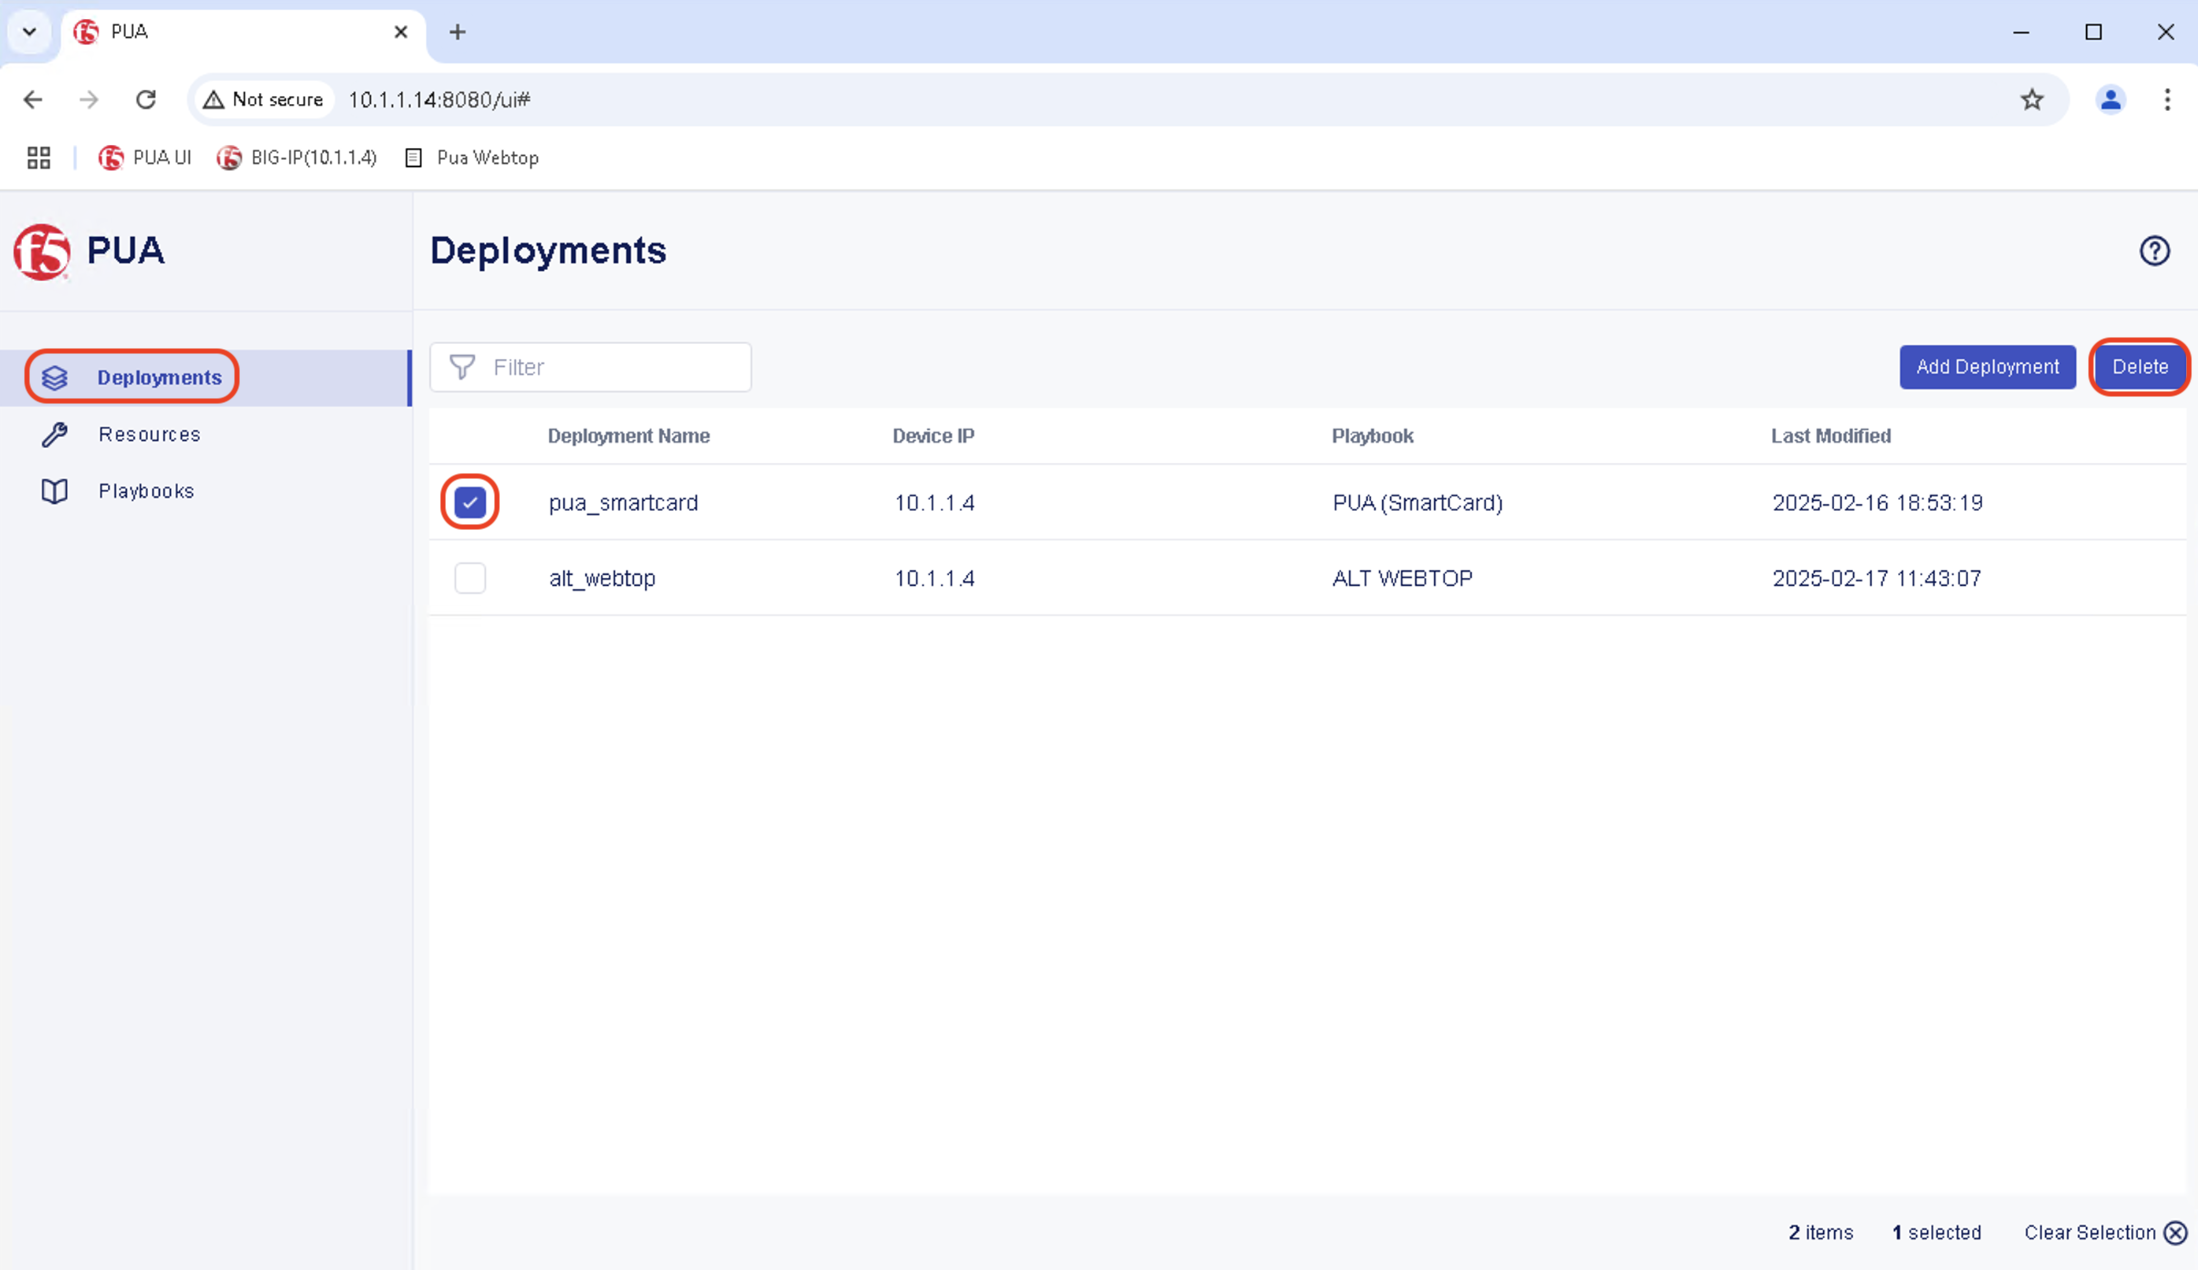 PUA
Not secure 10.1.1.14:8080/ui#
PUA UI BIG-IP(10.1.1.4) Pua Webtop
f5 PUA
Deployments
Deployments
Resources
Playbooks
Filter
Add Deployment Delete
Deployment Name Device IP Playbook Last Modified
pua_smartcard 10.1.1.4 PUA (SmartCard) 2025-02-16 18:53:19
alt_webtop 10.1.1.4 ALT WEBTOP 2025-02-17 11:43:07
2 items 1 selected Clear Selection